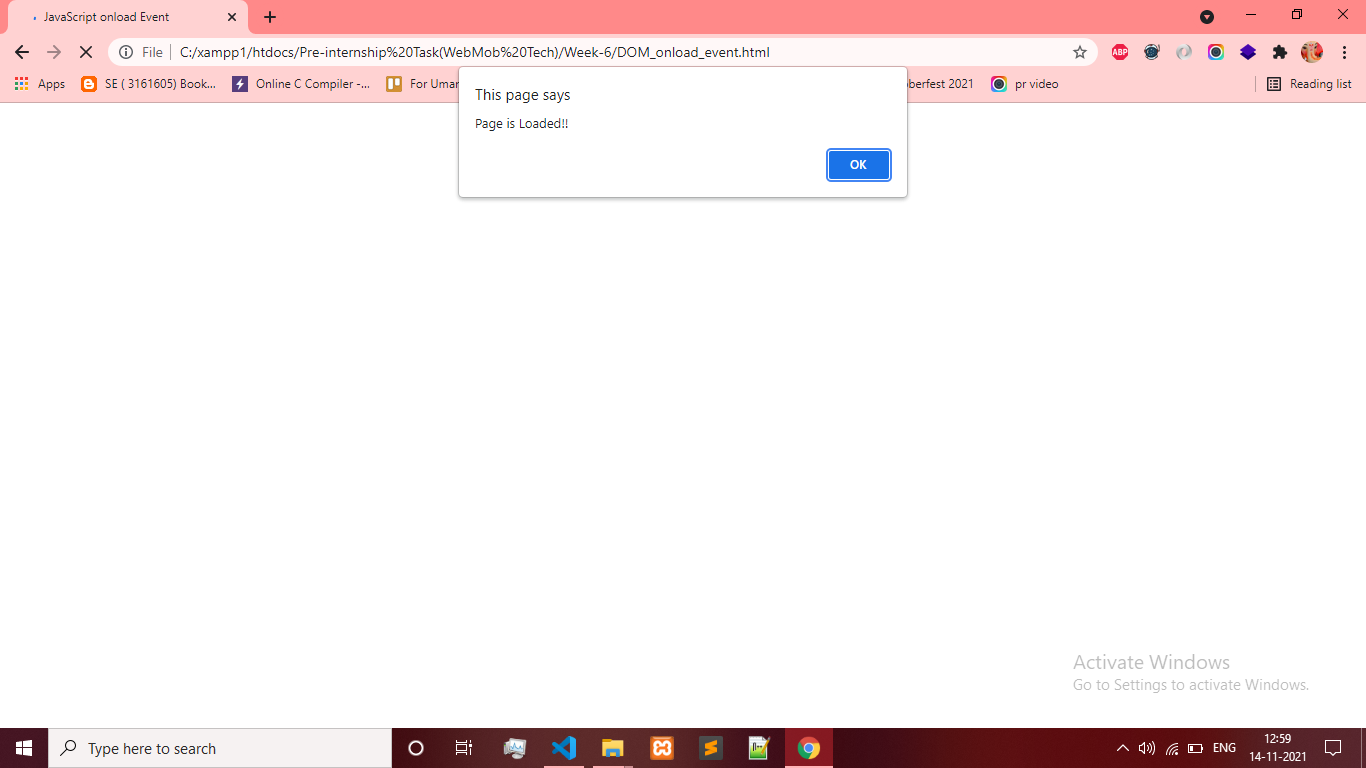 JavaScript onload Event
File
C:/xampp1/htdocs/Pre-internship%20Task(WebMob%20Tech)/Week-6/DOM_onload_event.html
ABP
Apps
SE ( 3161605) Book...
Online C Compiler -...
For Umar
oberfest 2021
pr video
Reading list
This page says
Page is Loaded!!
OK
Activate Windows
Go to Settings to activate Windows.
Type here to search
ENG
12:59
14-11-2021